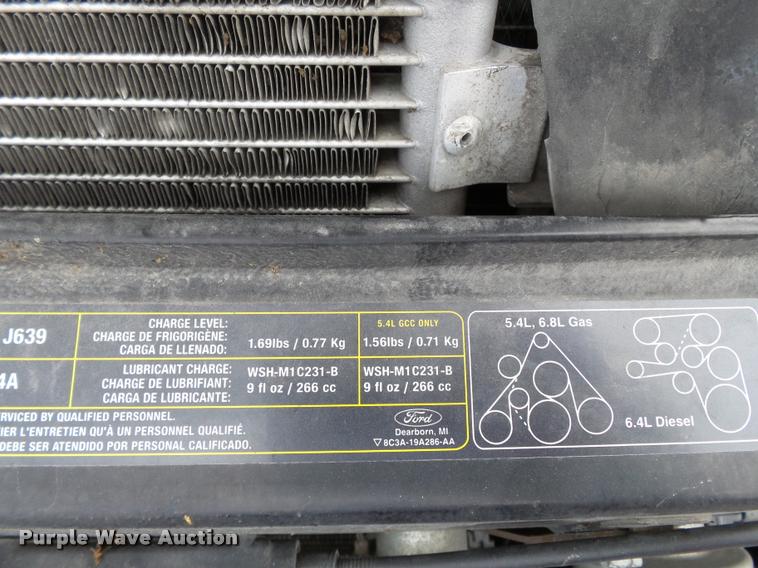 J639
CHARGE LEVEL:
CHARGE DE FRIGORIGÈNE:
CARGA DE LLENADO:
1.69lbs / 0.77 Kg
5.4L GCC ONLY
1.56lbs / 0.71 Kg
4A
LUBRICANT CHARGE:
CHARGE DE LUBRIFIANT:
CARGA DE LUBRICANTE:
WSH-M1C231-B
9 fl oz / 266 cc
WSH-M1C231-B
9 fl oz / 266 cc
ERVICED BY QUALIFIED PERSONNEL.
IER L'ENTRETIEN QU'À UN PERSONNEL QUALIFIÉ.
DEBE SER ATENDIDO POR PERSONAL CALIFICADO.
Ford
Dearborn, MI
8C3A-19A286-AA
5.4L, 6.8L Gas
6.4L Diesel
Purple Wave Auction